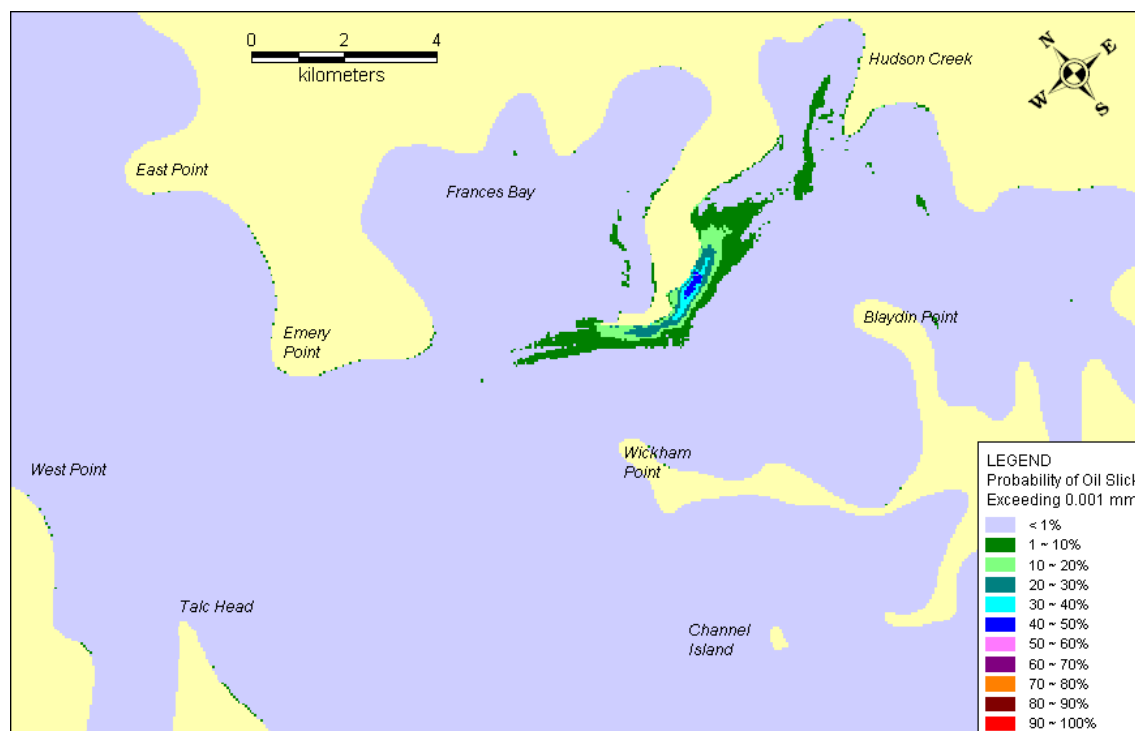 0 2 4
kilometers
Hudson Creek
N
E
W
S
East Point
Frances Bay
Blaydin Point
Emery
Point
West Point
Wickham
Point
Talc Head
Channel
Island
LEGEND
Probability of Oil Slick
Exceeding 0.001 mm
< 1%
1 ~ 10%
10 ~ 20%
20 ~ 30%
30 ~ 40%
40 ~ 50%
50 ~ 60%
60 ~ 70%
70 ~ 80%
80 ~ 90%
90 ~ 100%